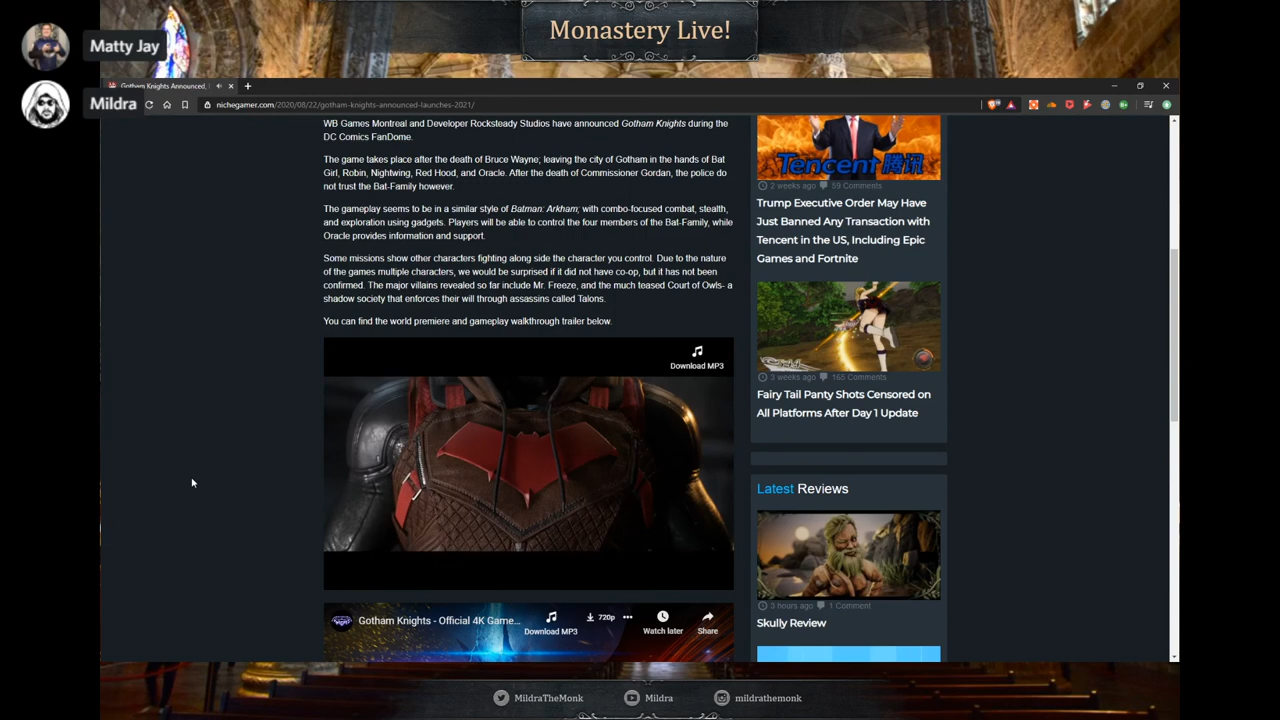 Monastery Live!
Matty Jay
Mildra
Gotham Knights Announced,
nichegamer.com/2020/08/22/gotham-knights-announced-launches-2021/
WB Games Montreal and Developer Rocksteady Studios have announced Gotham Knights during the
DC Comics FanDome.
The game takes place after the death of Bruce Wayne; leaving the city of Gotham in the hands of Bat
Girl, Robin, Nightwing, Red Hood, and Oracle. After the death of Commissioner Gordan, the police do
not trust the Bat-Family however.
The gameplay seems to be in a similar style of Batman: Arkham; with combo-focused combat, stealth,
and exploration using gadgets. Players will be able to control the four members of the Bat-Family, while
Oracle provides information and support.
Some missions show other characters fighting along side the character you control. Due to the nature
of the games multiple characters, we would be surprised if it did not have co-op, but it has not been
confirmed. The major villains revealed so far include Mr. Freeze, and the much teased Court of Owls- a
shadow society that enforces their will through assassins called Talons.
You can find the world premiere and gameplay walkthrough trailer below.
Download MP3
Gotham Knights - Official 4K Game...
Download MP3
720p
Watch later
Share
Tencent 腾讯
2 weeks ago 59 Comments
Trump Executive Order May Have
Just Banned Any Transaction with
Tencent in the US, Including Epic
Games and Fortnite
3 weeks ago 165 Comments
Fairy Tail Panty Shots Censored on
All Platforms After Day 1 Update
Latest Reviews
3 hours ago 1 Comment
Skully Review
MildraTheMonk
Mildra
mildrathemonk